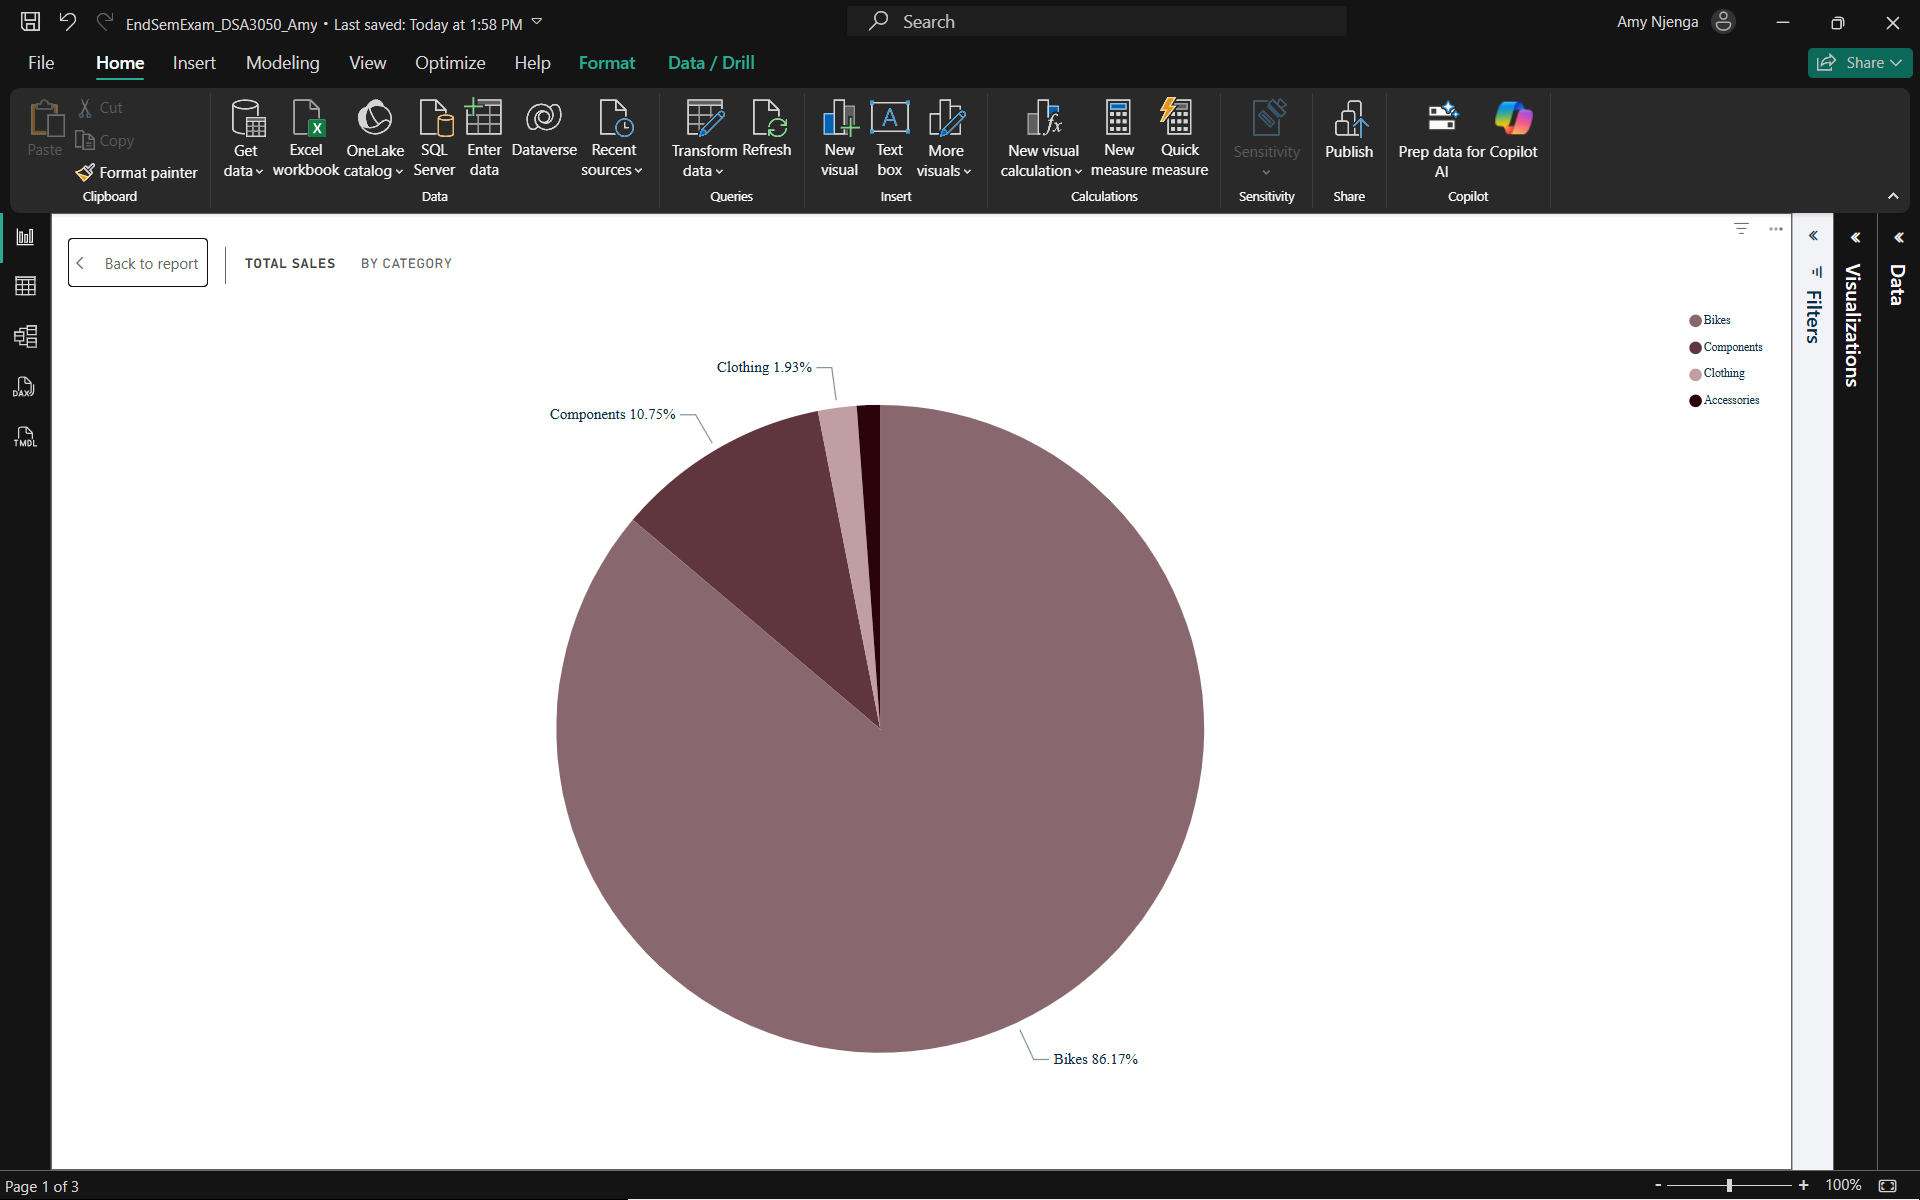 EndSemExam_DSA3050_Amy • Last saved: Today at 1:58 PM
Search
Amy Njenga
File Home Insert Modeling View Optimize Help Format Data / Drill
Share
Paste
Cut
Copy
Format painter
Clipboard
Get data
Excel workbook
OneLake catalog
SQL Server
Enter data
Dataverse
Recent sources
Data
Transform data
Refresh
Queries
New visual
Text box
More visuals
Insert
New visual calculation
New measure
Quick measure
Calculations
Sensitivity
Sensitivity
Publish
Share
Prep data for AI
Copilot
Copilot
DAX
TMDL
Back to report
TOTAL SALES
BY CATEGORY
Clothing 1.93%
Components 10.75%
Bikes 86.17%
Bikes
Components
Clothing
Accessories
Filters
Visualizations
Data
Page 1 of 3
- + 100%